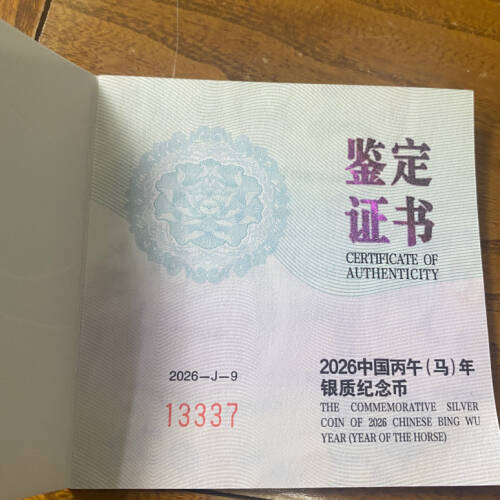 鉴定
证书
CERTIFICATE OF
AUTHENTICITY
2026-J-9
13337
2026中国丙午(马)年
银质纪念币
THE COMMEMORATIVE SILVER
COIN OF 2026 CHINESE BING WU
YEAR (YEAR OF THE HORSE)